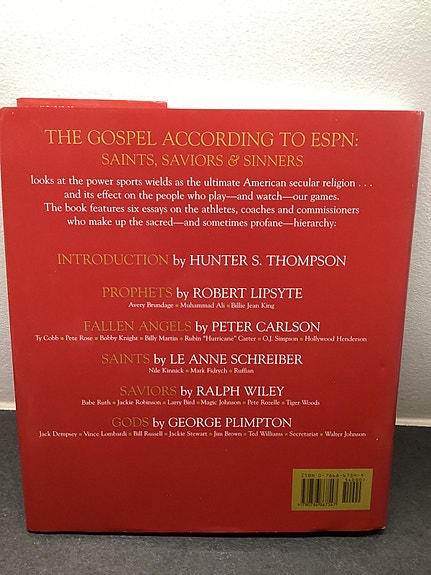 THE GOSPEL ACCORDING TO ESPN:
SAINTS, SAVIORS & SINNERS
looks at the power sports wields as the ultimate American secular religion . . .
and its effect on the people who play—and watch—our games.
The book features six essays on the athletes, coaches and commissioners
who make up the sacred—and sometimes profane—hierarchy:
INTRODUCTION by HUNTER S. THOMPSON
PROPHETS by ROBERT LIPSYTE
Avery Brundage • Muhammad Ali • Billie Jean King
FALLEN ANGELS by PETER CARLSON
Ty Cobb • Pete Rose • Bobby Knight • Billy Martin • Rubin "Hurricane" Carter • O.J. Simpson • Hollywood Henderson
SAINTS by LE ANNE SCHREIBER
Nile Kinnick • Mark Fidrych • Ruffian
SAVIORS by RALPH WILEY
Babe Ruth • Jackie Robinson • Larry Bird • Magic Johnson • Pete Rozelle • Tiger Woods
GODS by GEORGE PLIMPTON
Jack Dempsey • Vince Lombardi • Bill Russell • Jackie Stewart • Jim Brown • Ted Williams • Secretariat • Walter Johnson
ISBN